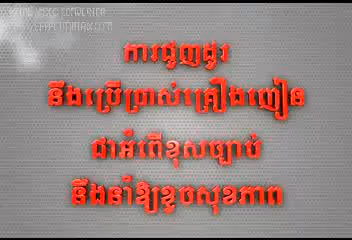 ការជួញដូរ
នឹងប្រើប្រាស់គ្រឿងញៀន
ជាអំពើខុសច្បាប់
នឹងនាំឱ្យខូចសុខភាព